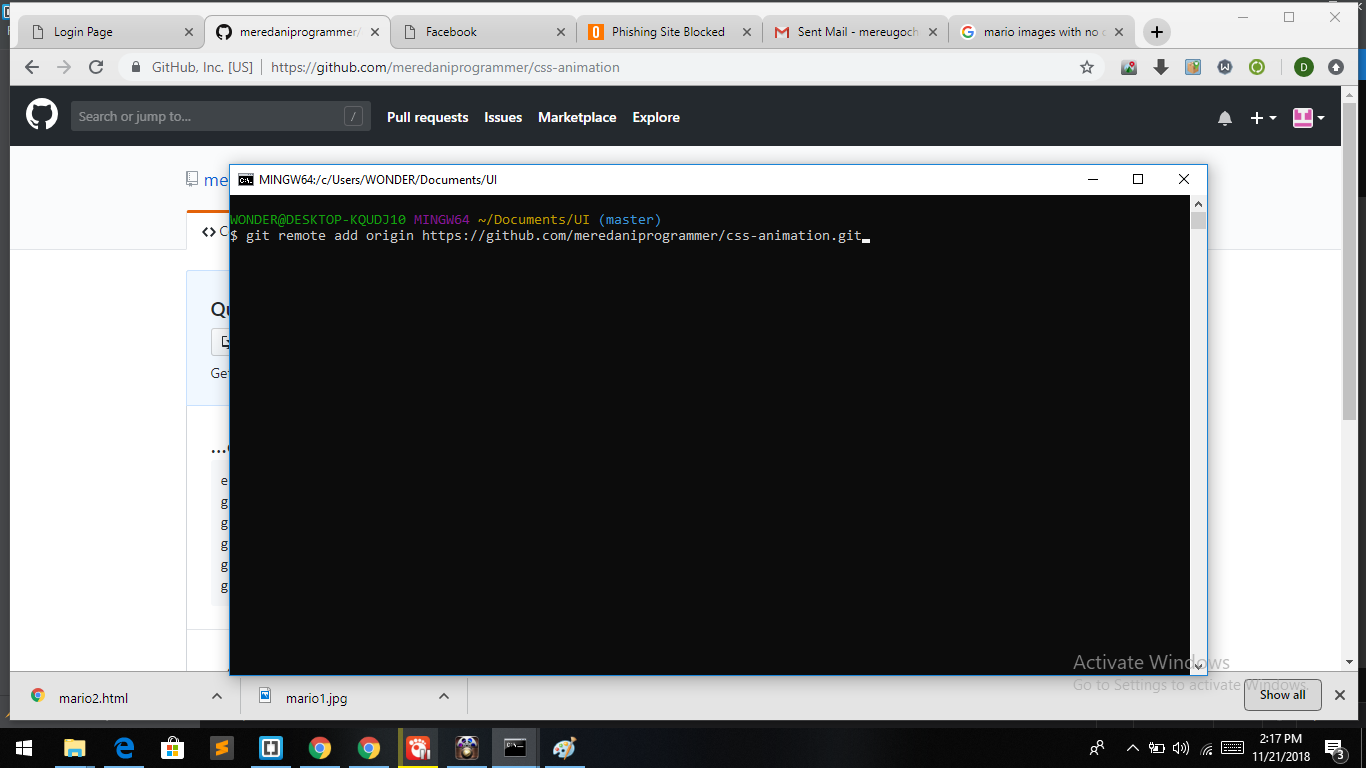 Login Page
meredaniprogrammer/
Facebook
Phishing Site Blocked
Sent Mail - mereugoch
mario images with no
GitHub, Inc. [US]
https://github.com/meredaniprogrammer/css-animation
D
Search or jump to...
/
Pull requests
Issues
Marketplace
Explore
me
MINGW64:/c/Users/WONDER/Documents/UI
WONDER@DESKTOP-KQUDJ10 MINGW64 ~/Documents/UI (master)
$ git remote add origin https://github.com/meredaniprogrammer/css-animation.git
<> C
Qu
Get
...
e
g
g
g
g
g
Activate Windows
Go to Settings to activate Windows.
mario2.html
mario1.jpg
Show all
2:17 PM
11/21/2018
3